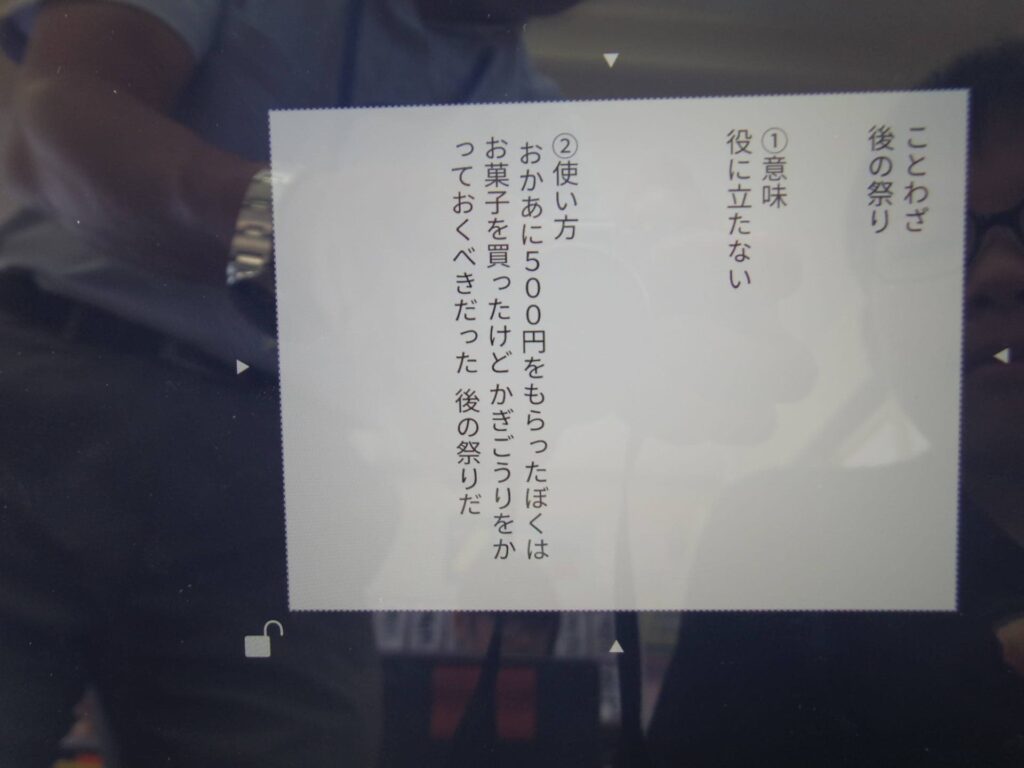 ことわざ
後の祭り
①意味
役に立たない
②使い方
おかあに500円をもらったぼくは
お菓子を買ったけど かぎごうりをか
っておくべきだった 後の祭りだ